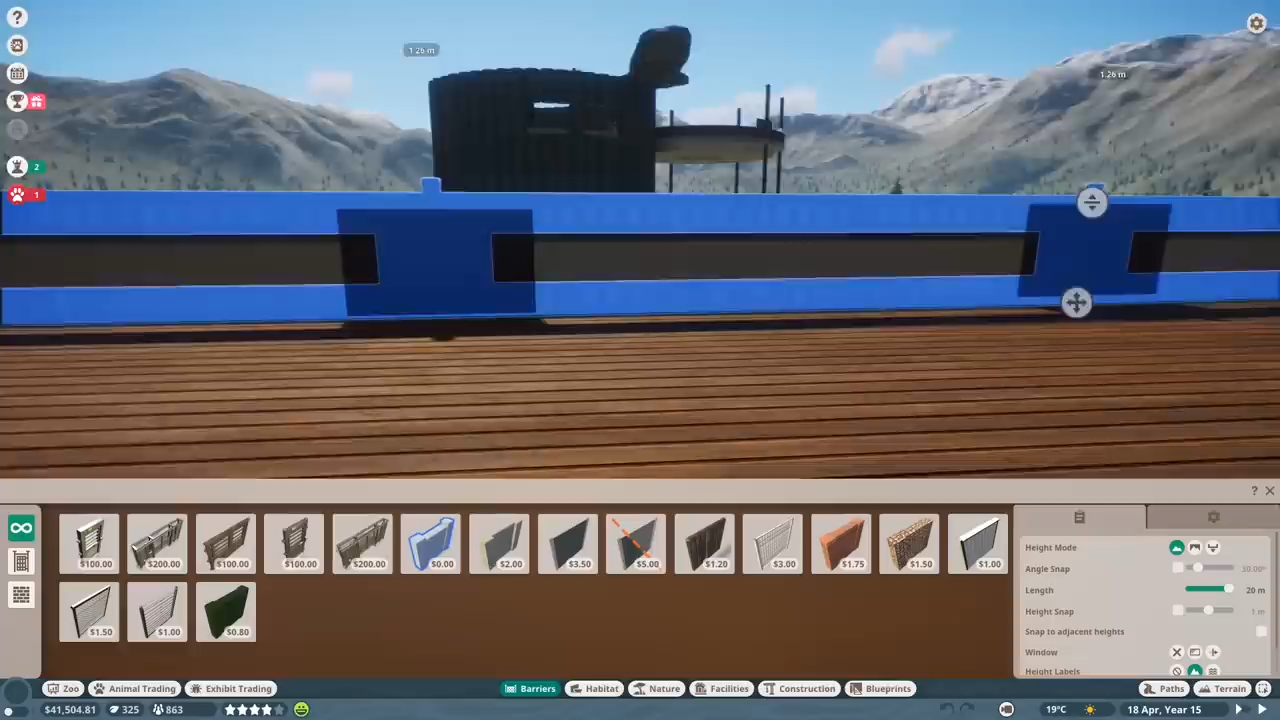 ?
1.26 m
1.26 m
2
1
? ×
$100.00 $200.00 $100.00 $100.00 $200.00 $0.00 $2.00 $3.50 $5.00 $1.20 $3.00 $1.75 $1.50 $1.00
$1.50 $1.00 $0.80
Height Mode
Angle Snap 10.00°
Length 20 m
Height Snap 1 m
Snap to adjacent heights
Window
Height Labels
Zoo Animal Trading Exhibit Trading Barriers Habitat Nature Facilities Construction Blueprints Paths Terrain
$41,504.81 325 863 19°C 18 Apr, Year 15